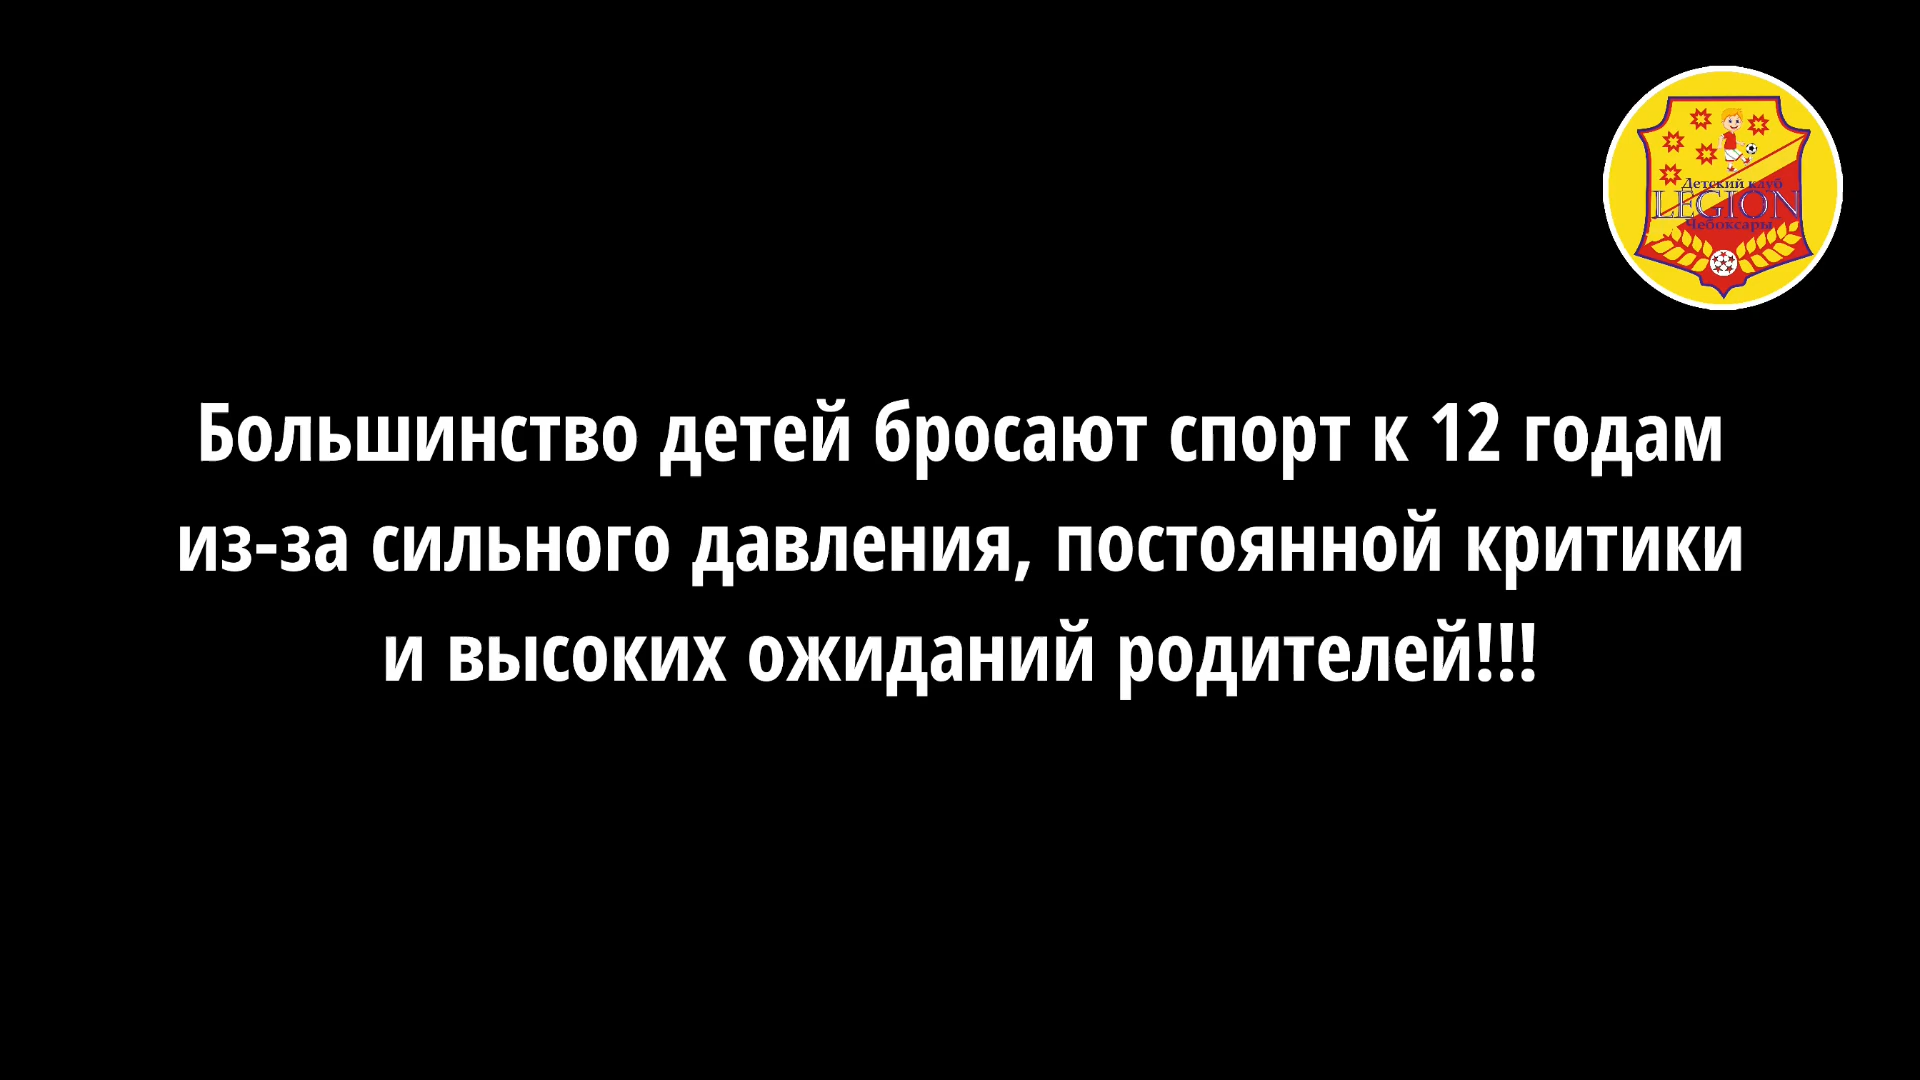 Детский клуб
LEGION
Чебоксары
Большинство детей бросают спорт к 12 годам
из-за сильного давления, постоянной критики
и высоких ожиданий родителей!!!